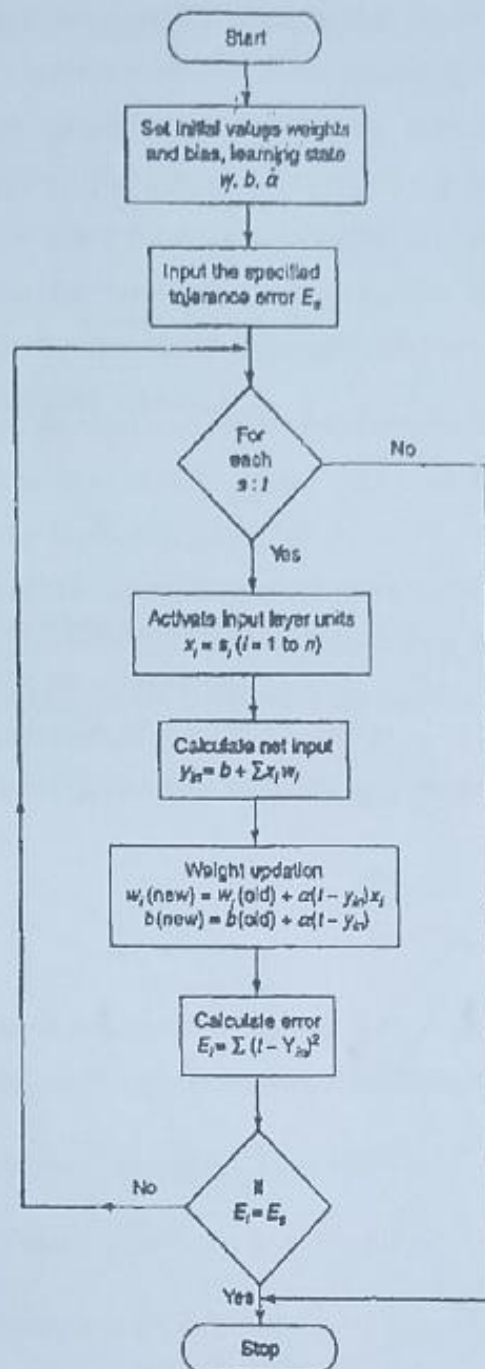 Start
Set initial values weights
and bias, learning state
w, b, α
Input the specified
tolerance error Eₛ
For
each
s : t
No
Yes
Activate input layer units
xᵢ = sᵢ (i = 1 to n)
Calculate net input
yᵢₙ = b + Σxᵢwᵢ
Weight updation
wᵢ(new) = wᵢ(old) + α(t – yᵢₙ)xᵢ
b(new) = b(old) + α(t – yᵢₙ)
Calculate error
Eᵢ = Σ (t – Yᵢₙ)²
No
If
Eᵢ = Eₛ
Yes
Stop